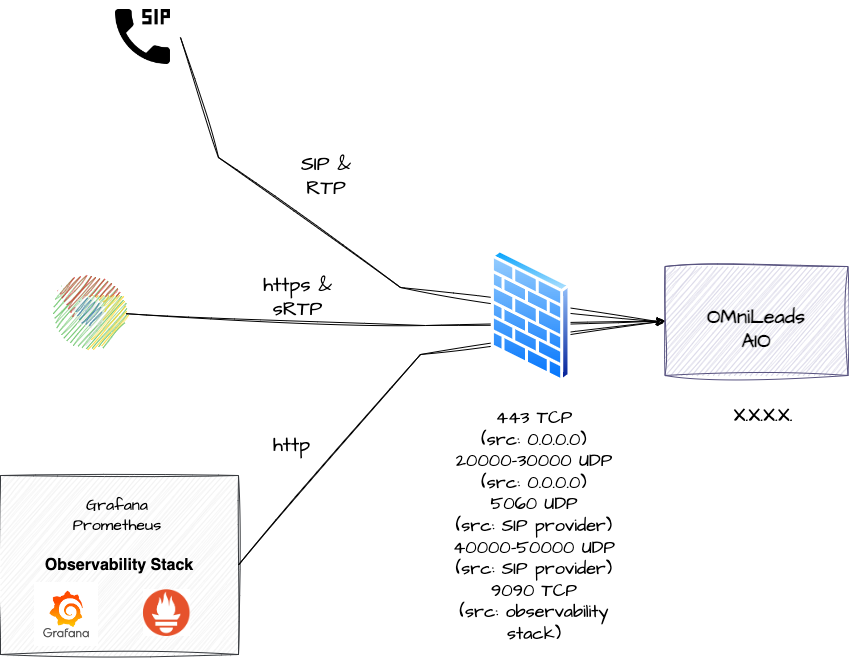 SIP
SIP &
RTP
https &
sRTP
OMniLeads
AIO
X.X.X.X.
http
443 TCP
(src: 0.0.0.0)
20000-30000 UDP
(src: 0.0.0.0)
5060 UDP
(src: SIP provider)
40000-50000 UDP
(src: SIP provider)
9090 TCP
(src: observability
stack)
Grafana
Prometheus
Observability Stack
Grafana